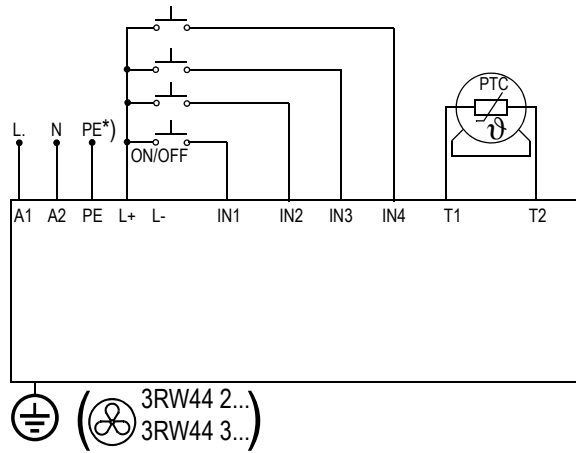 L. N PE*)
ON/OFF
PTC
ϑ
A1 A2 PE L+ L- IN1 IN2 IN3 IN4 T1 T2
3RW44 2...
3RW44 3...